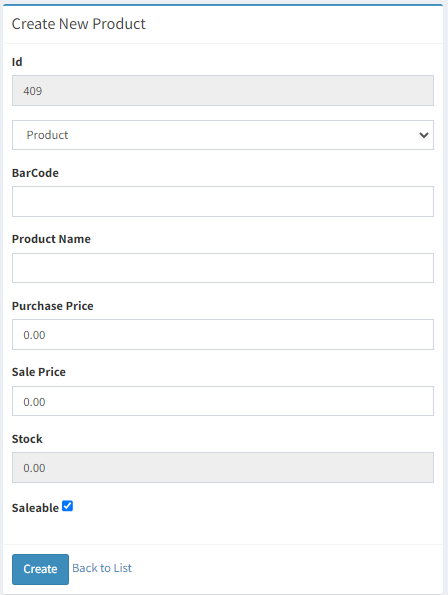 Create New Product
Id
409
Product
BarCode
Product Name
Purchase Price
0.00
Sale Price
0.00
Stock
0.00
Saleable
Create Back to List